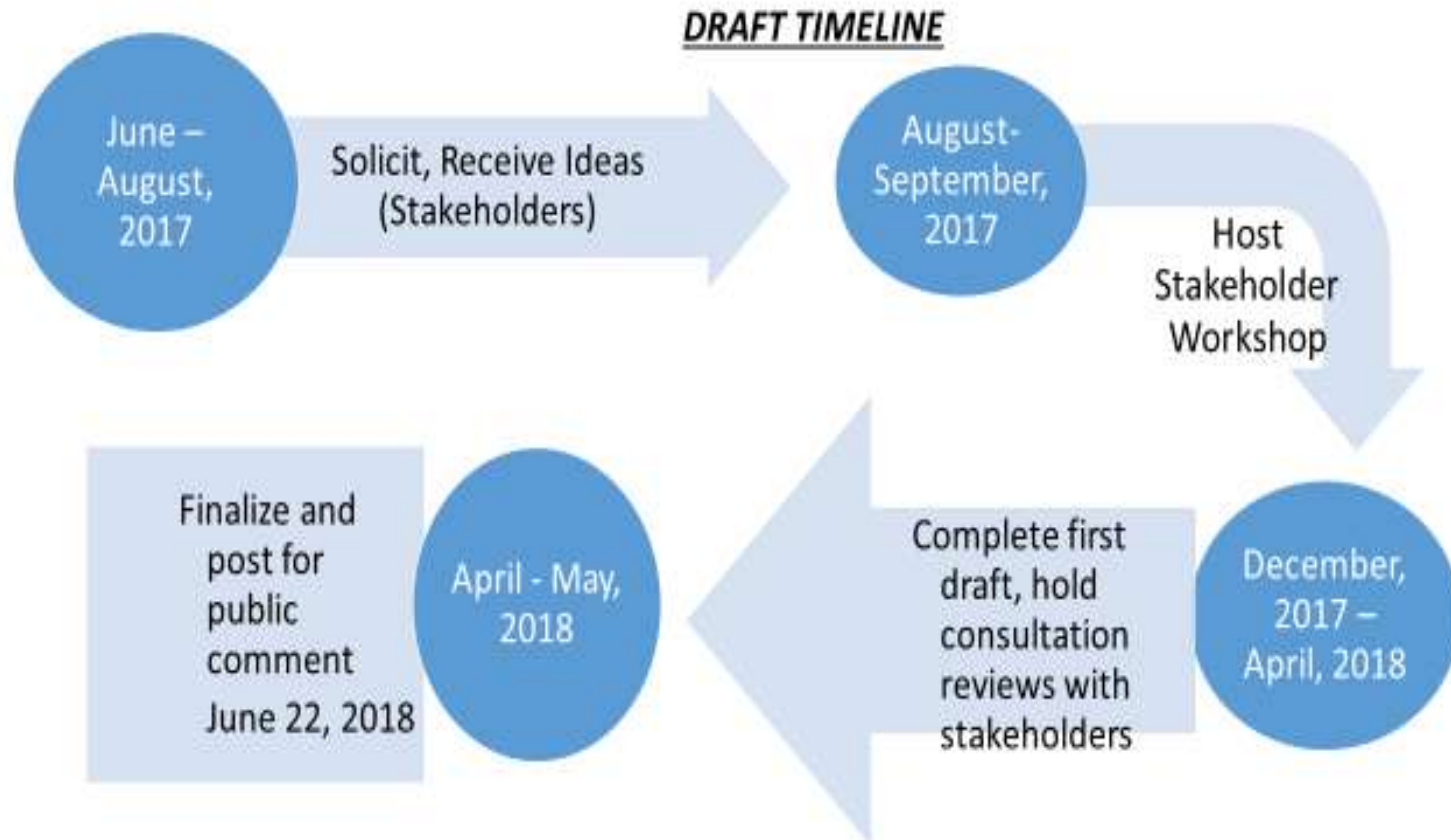 DRAFT TIMELINE
June –
August,
2017
Solicit, Receive Ideas
(Stakeholders)
August-
September,
2017
Host
Stakeholder
Workshop
December,
2017 –
April, 2018
Complete first
draft, hold
consultation
reviews with
stakeholders
April - May,
2018
Finalize and
post for
public
comment
June 22, 2018